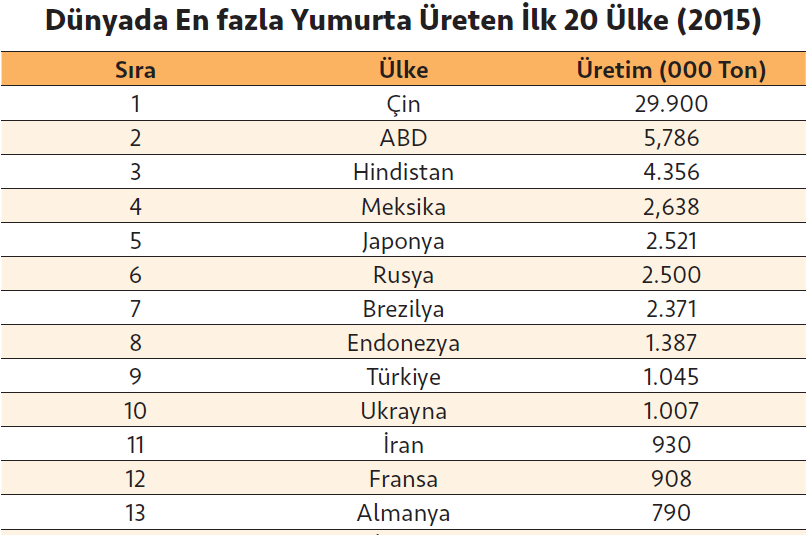 Dünyada En fazla Yumurta Üreten İlk 20 Ülke (2015)
Sıra Ülke Üretim (000 Ton)
1 Çin 29.900
2 ABD 5,786
3 Hindistan 4.356
4 Meksika 2,638
5 Japonya 2.521
6 Rusya 2.500
7 Brezilya 2.371
8 Endonezya 1.387
9 Türkiye 1.045
10 Ukrayna 1.007
11 İran 930
12 Fransa 908
13 Almanya 790